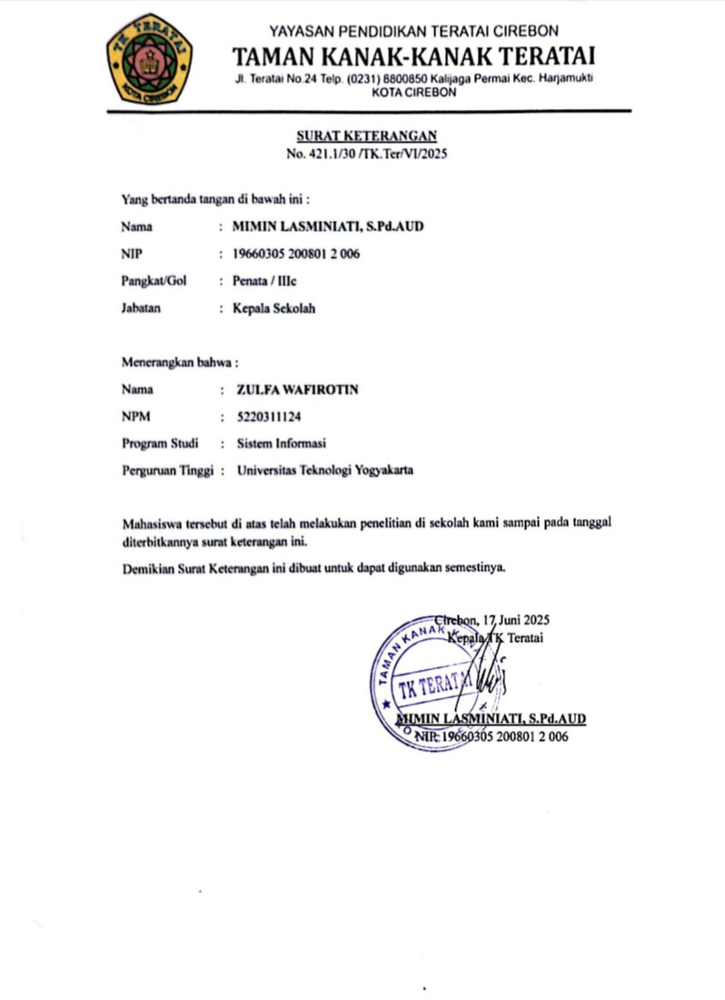 TK TERATAI
KOTA CIREBON
YAYASAN PENDIDIKAN TERATAI CIREBON
TAMAN KANAK-KANAK TERATAI
Jl. Teratai No.24 Telp. (0231) 8800850 Kalijaga Permai Kec. Harjamukti
KOTA CIREBON
SURAT KETERANGAN
No. 421.1/30 /TK.Ter/VI/2025
Yang bertanda tangan di bawah ini :
Nama : MIMIN LASMINIATI, S.Pd.AUD
NIP : 19660305 200801 2 006
Pangkat/Gol : Penata / IIIc
Jabatan : Kepala Sekolah
Menerangkan bahwa :
Nama : ZULFA WAFIROTIN
NPM : 5220311124
Program Studi : Sistem Informasi
Perguruan Tinggi : Universitas Teknologi Yogyakarta
Mahasiswa tersebut di atas telah melakukan penelitian di sekolah kami sampai pada tanggal
diterbitkannya surat keterangan ini.
Demikian Surat Keterangan ini dibuat untuk dapat digunakan semestinya.
Cirebon, 17 Juni 2025
Kepala TK Teratai
TAMAN KANAK
TK TERATAI
MIMIN LASMINIATI, S.Pd.AUD
NIP. 19660305 200801 2 006